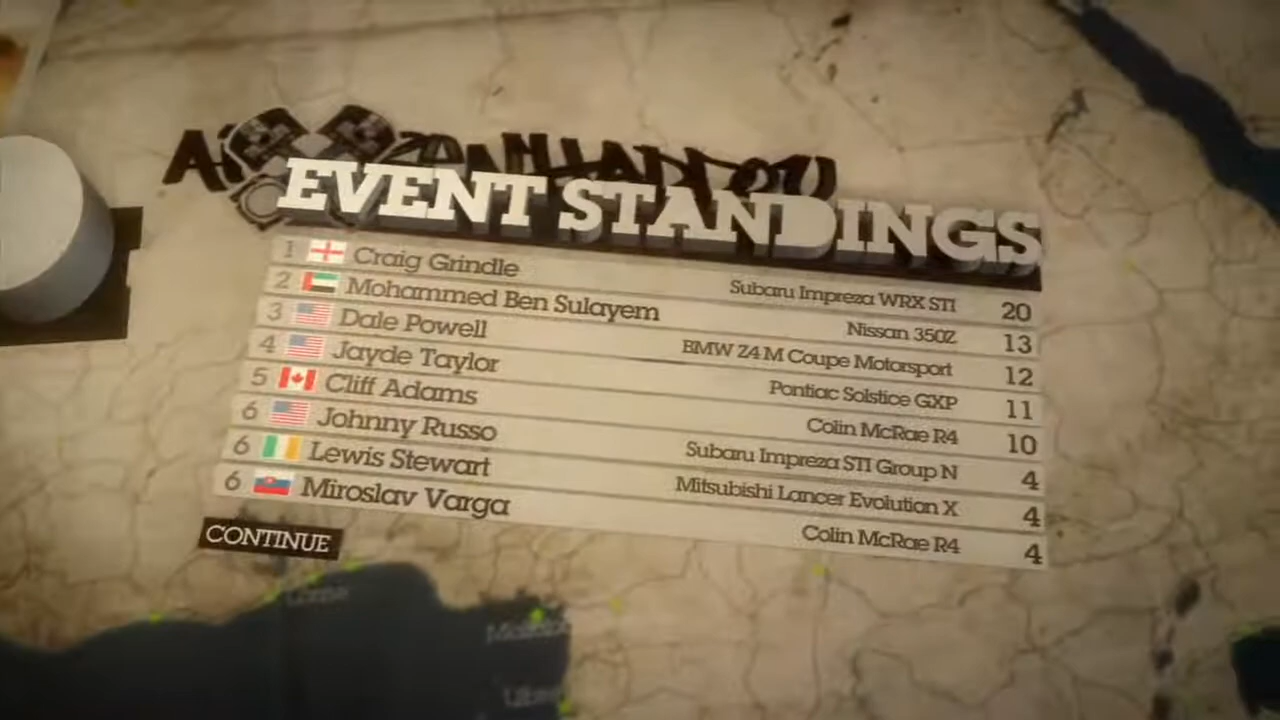 EVENT STANDINGS
1 Craig Grindle Subaru Impreza WRX STI 20
2 Mohammed Ben Sulayem Nissan 350Z 13
3 Dale Powell BMW Z4 M Coupe Motorsport 12
4 Jayde Taylor Pontiac Solstice GXP 11
5 Cliff Adams Colin McRae R4 10
6 Johnny Russo Subaru Impreza STI Group N 4
6 Lewis Stewart Mitsubishi Lancer Evolution X 4
6 Miroslav Varga Colin McRae R4 4
CONTINUE